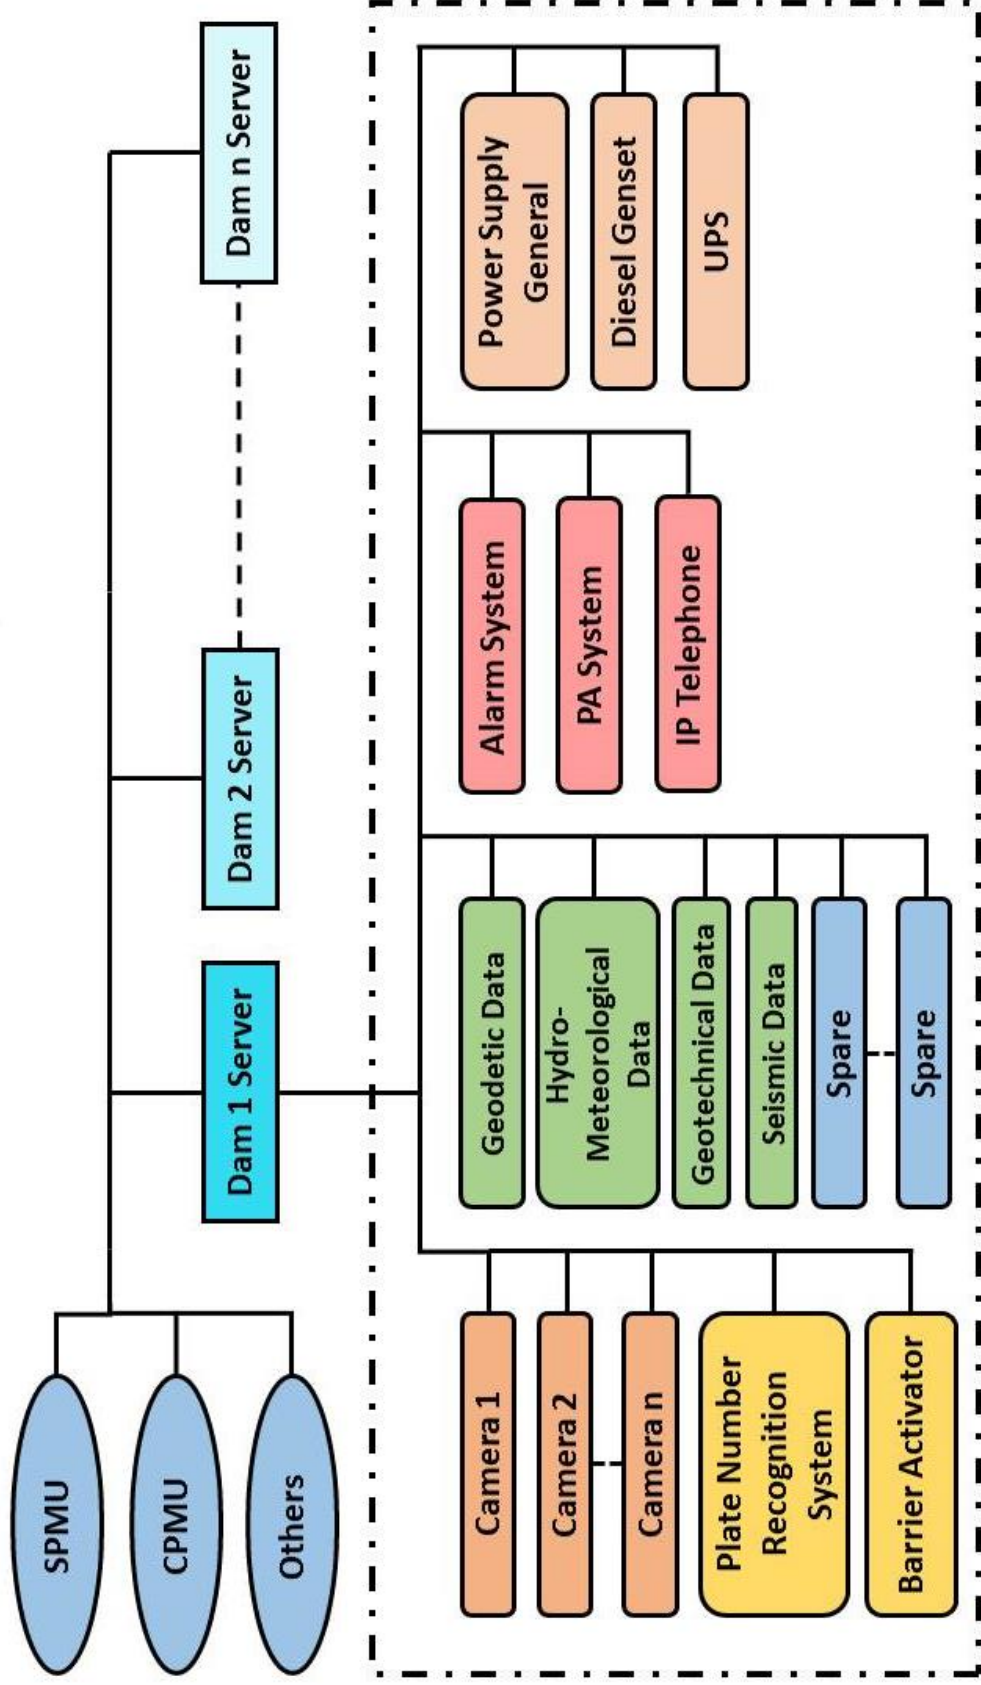 SPMU
CPMU
Others
Dam 1 Server
Dam 2 Server
Dam n Server
Camera 1
Camera 2
Camera n
Plate Number
Recognition
System
Barrier Activator
Geodetic Data
Hydro-
Meteorological
Data
Geotechnical Data
Seismic Data
Spare
Spare
Alarm System
PA System
IP Telephone
Power Supply
General
Diesel Genset
UPS